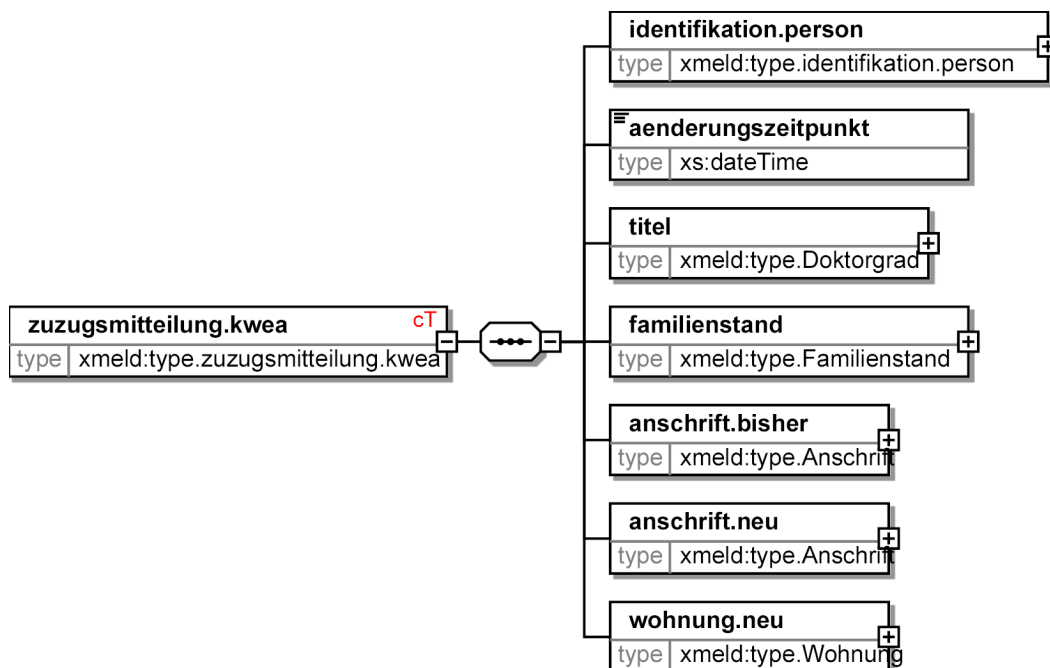 identifikation.person
type xmeld:type.identifikation.person
aenderungszeitpunkt
type xs:dateTime
titel
type xmeld:type.Doktorgrad
zuzugsmitteilung.kwea cT
type xmeld:type.zuzugsmitteilung.kwea
familienstand
type xmeld:type.Familienstand
anschrift.bisher
type xmeld:type.Anschrift
anschrift.neu
type xmeld:type.Anschrift
wohnung.neu
type xmeld:type.Wohnung